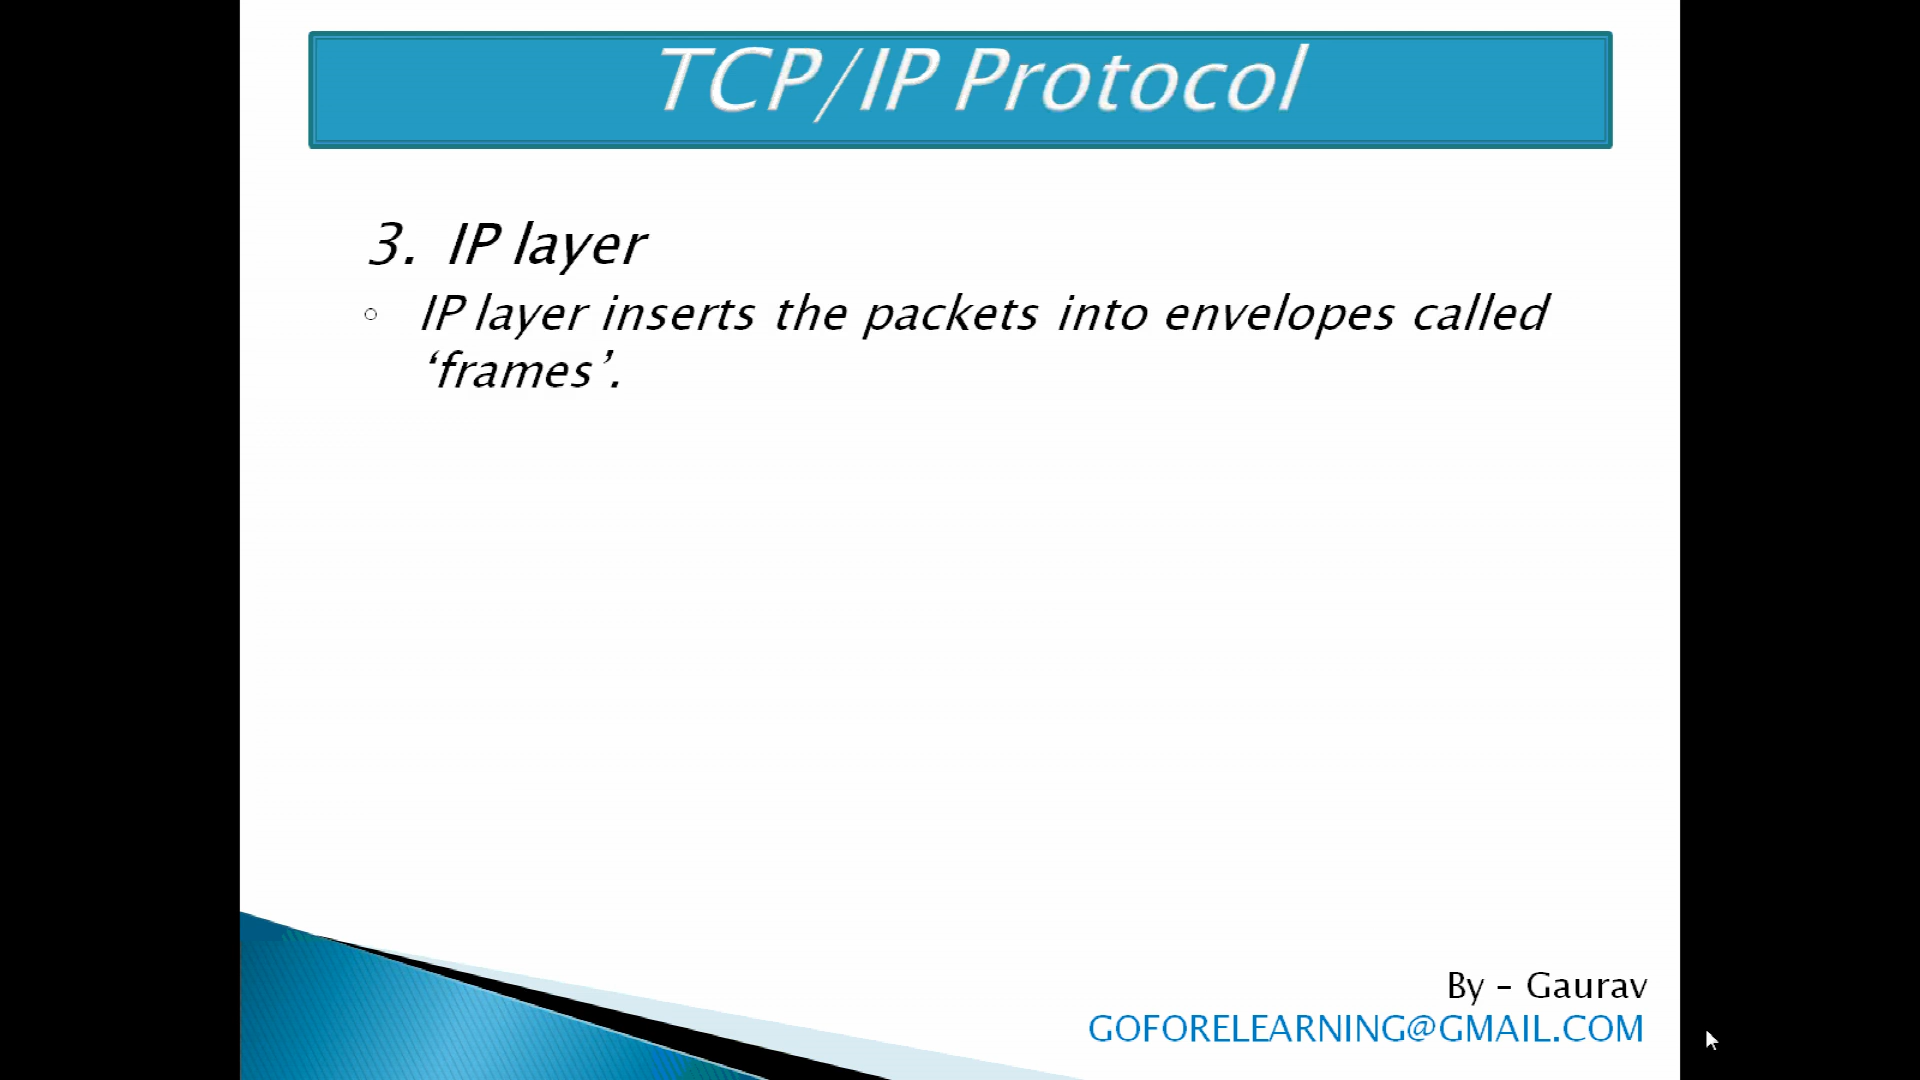 TCP/IP Protocol
3. IP layer
◦ IP layer inserts the packets into envelopes called
‘frames’.
By – Gaurav
GOFORELEARNING@GMAIL.COM